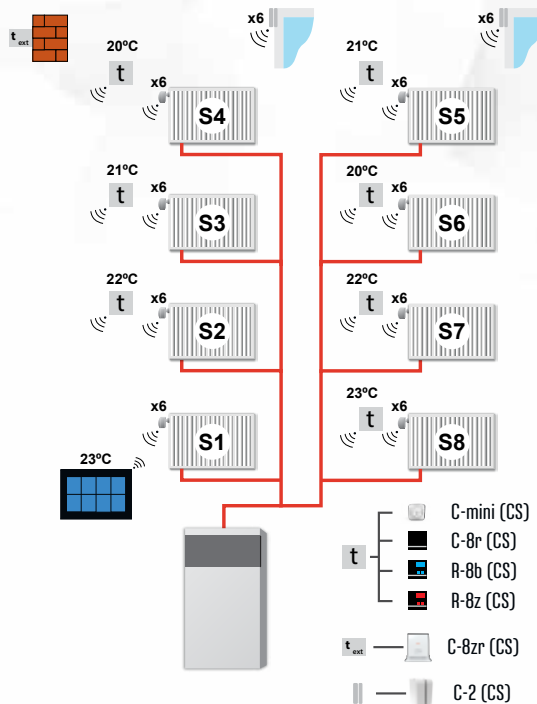 t ext
x6
x6
20ºC
t
x6
S4
21ºC
t
x6
S5
21ºC
t
x6
S3
20ºC
t
x6
S6
22ºC
t
x6
S2
22ºC
t
x6
S7
x6
S1
23ºC
23ºC
t
x6
S8
t
C-mini (CS)
C-8r (CS)
R-8b (CS)
R-8z (CS)
t ext
C-8zr (CS)
C-2 (CS)